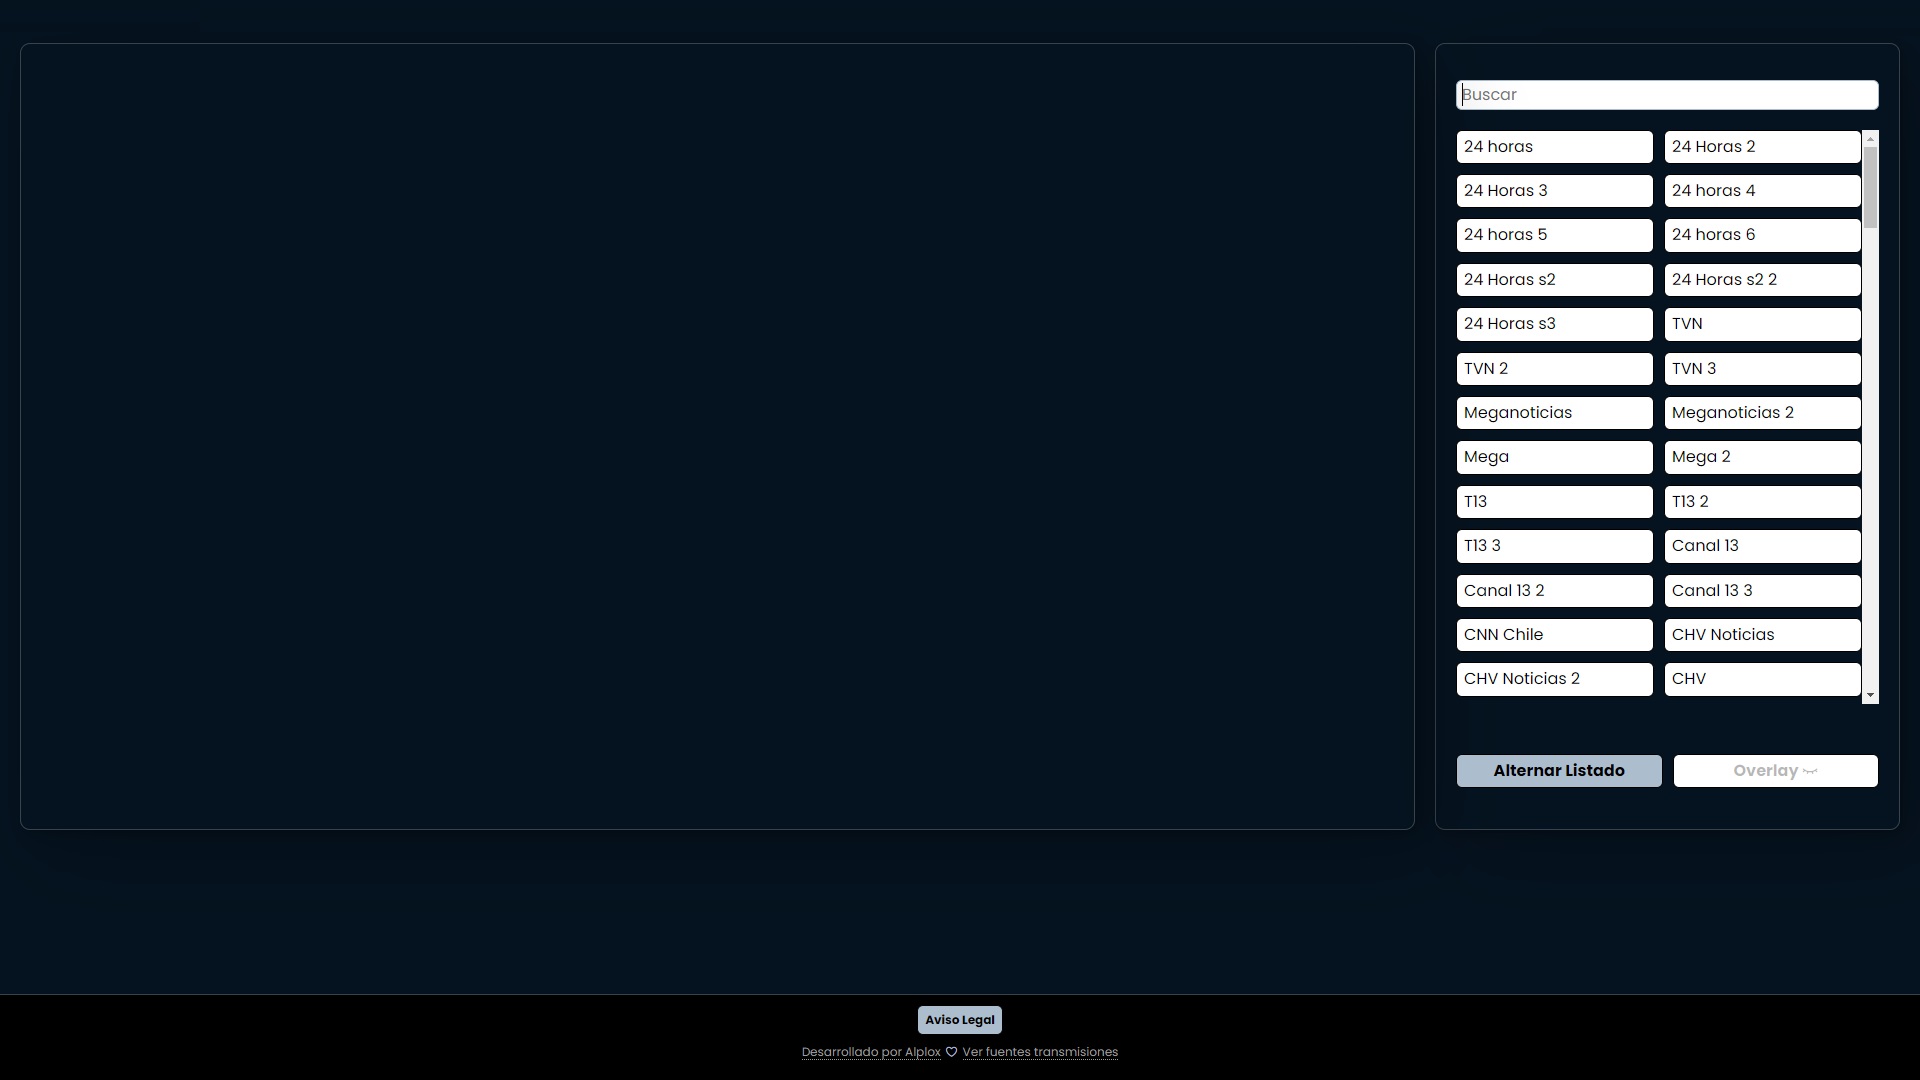 Buscar
24 horas
24 Horas 2
24 Horas 3
24 horas 4
24 horas 5
24 horas 6
24 Horas s2
24 Horas s2 2
24 Horas s3
TVN
TVN 2
TVN 3
Meganoticias
Meganoticias 2
Mega
Mega 2
T13
T13 2
T13 3
Canal 13
Canal 13 2
Canal 13 3
CNN Chile
CHV Noticias
CHV Noticias 2
CHV
Alternar Listado
Overlay
Aviso Legal
Desarrollado por Alplox Ver fuentes transmisiones